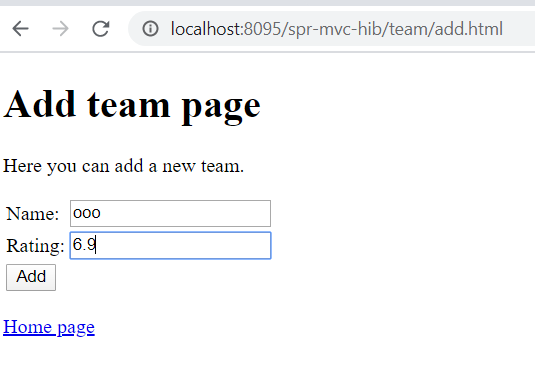 localhost:8095/spr-mvc-hib/team/add.html
Add team page
Here you can add a new team.
Name: ooo
Rating: 6.9
Add
Home page